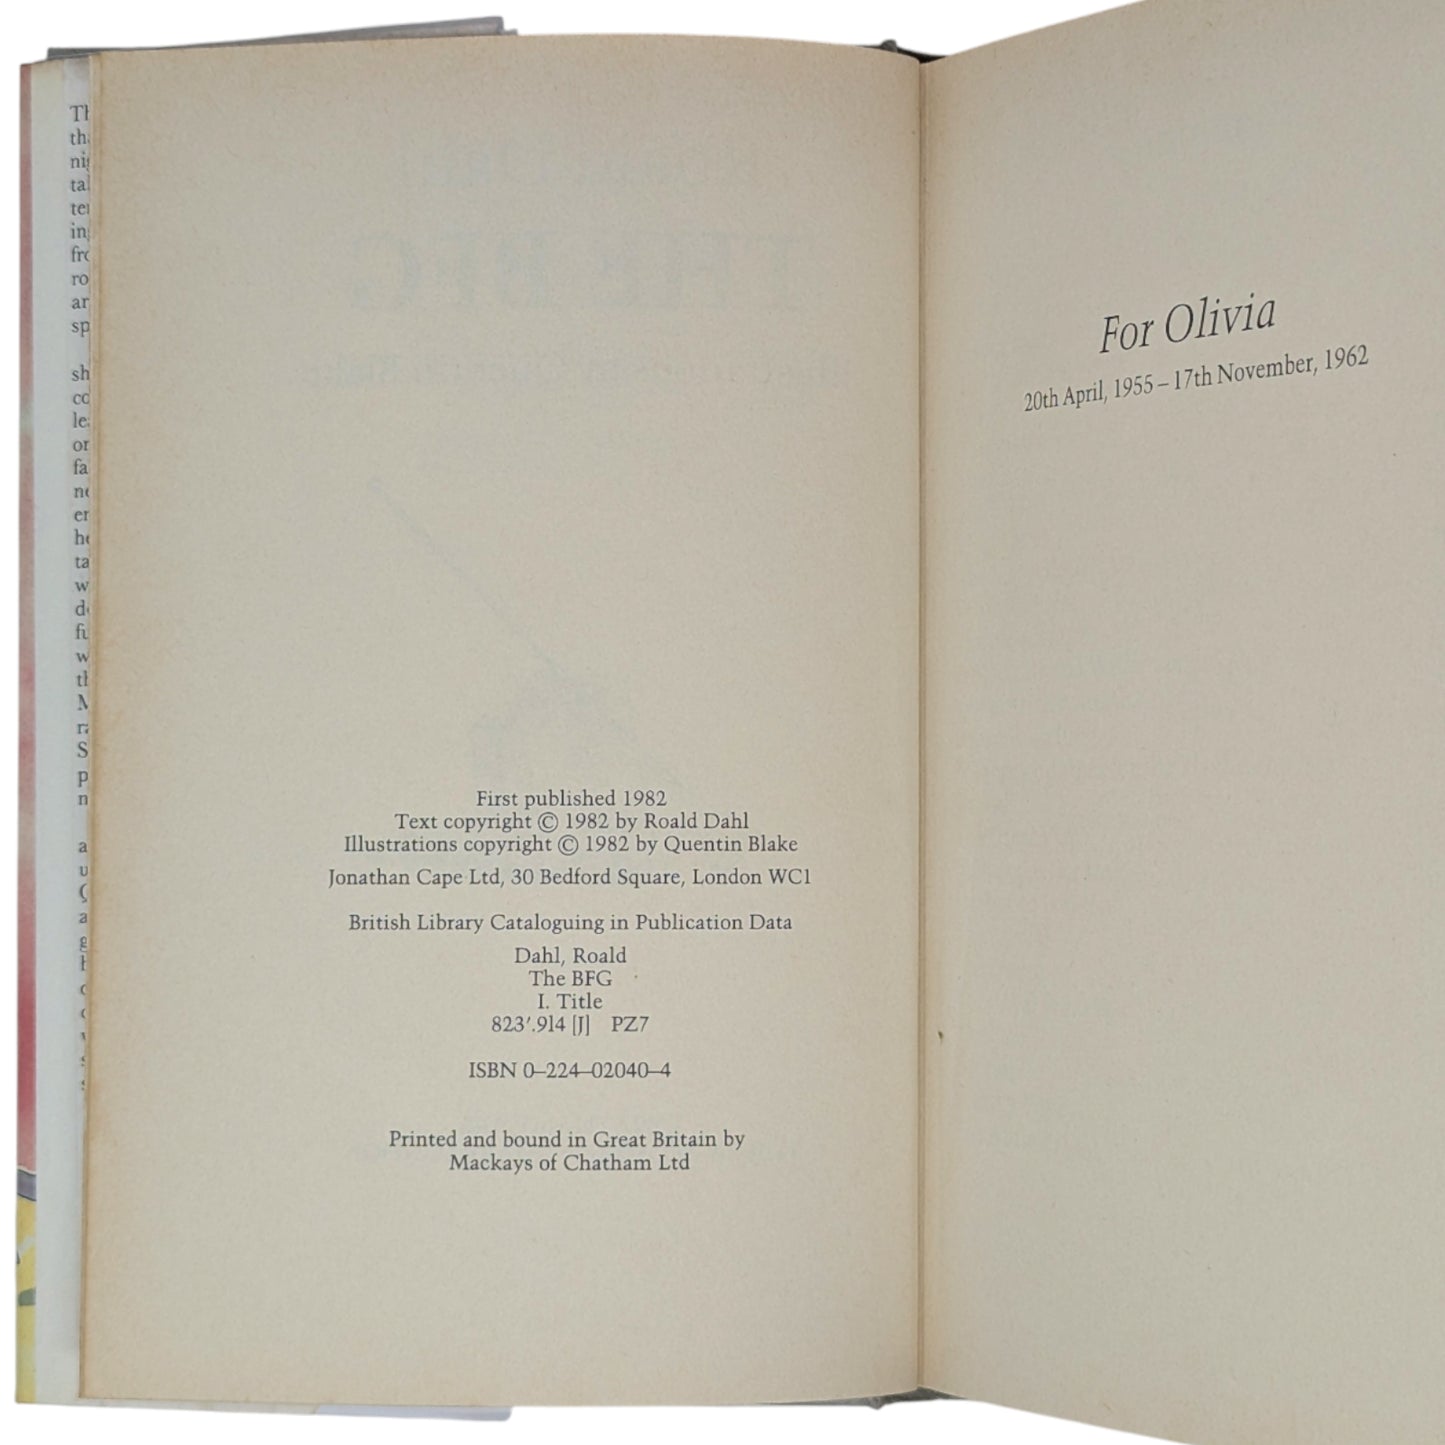 First published 1982
Text copyright © 1982 by Roald Dahl
Illustrations copyright © 1982 by Quentin Blake
Jonathan Cape Ltd, 30 Bedford Square, London WC1
British Library Cataloguing in Publication Data
Dahl, Roald
The BFG
I. Title
823′.914 [J] PZ7
ISBN 0–224–02040–4
Printed and bound in Great Britain by
Mackays of Chatham Ltd
For Olivia
20th April, 1955 – 17th November, 1962